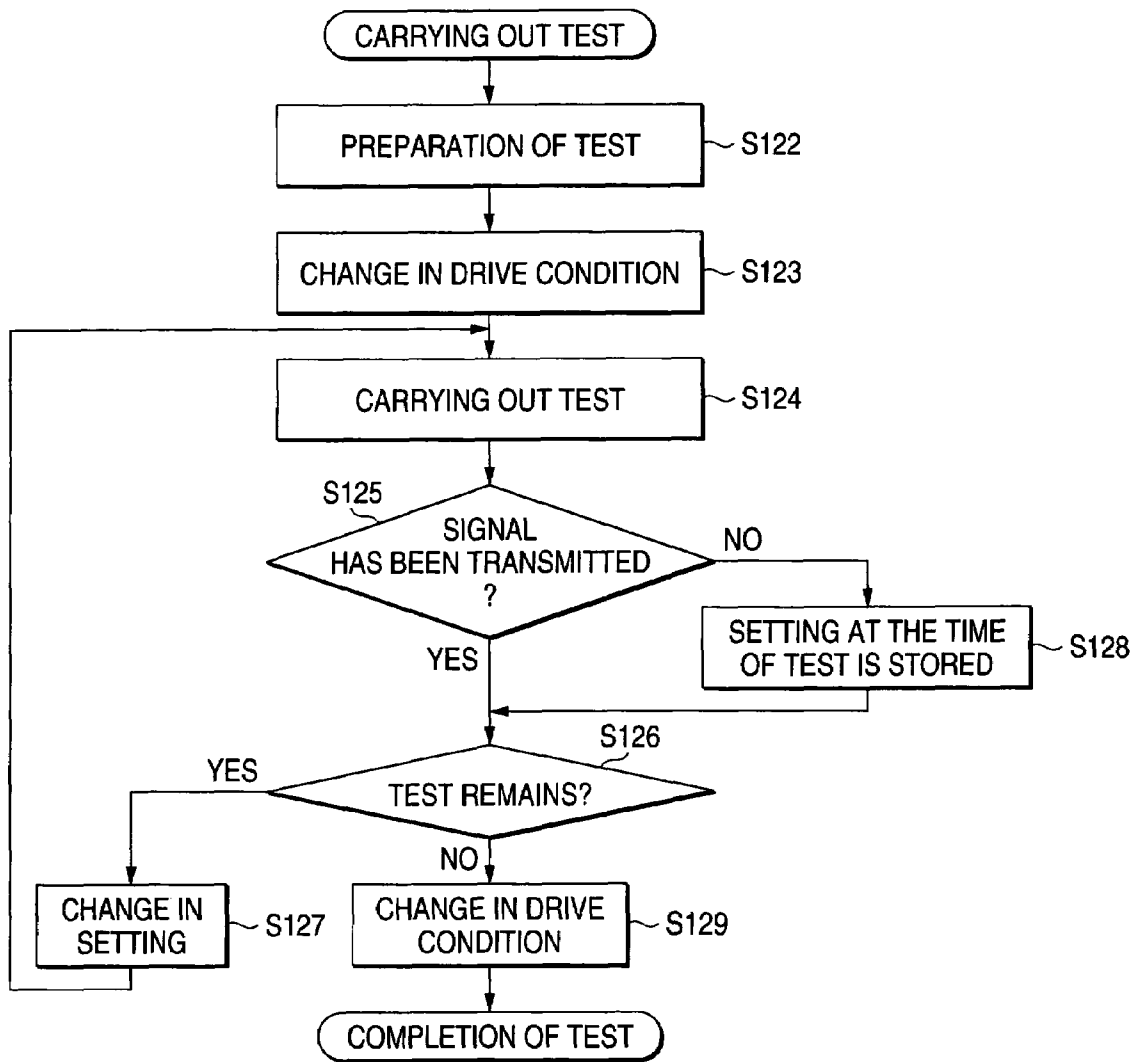 CARRYING OUT TEST
PREPARATION OF TEST
S122
CHANGE IN DRIVE CONDITION
S123
CARRYING OUT TEST
S124
S125
SIGNAL
HAS BEEN TRANSMITTED
?
NO
YES
SETTING AT THE TIME
OF TEST IS STORED
S128
S126
YES
TEST REMAINS?
NO
CHANGE IN
SETTING
S127
CHANGE IN DRIVE
CONDITION
S129
COMPLETION OF TEST